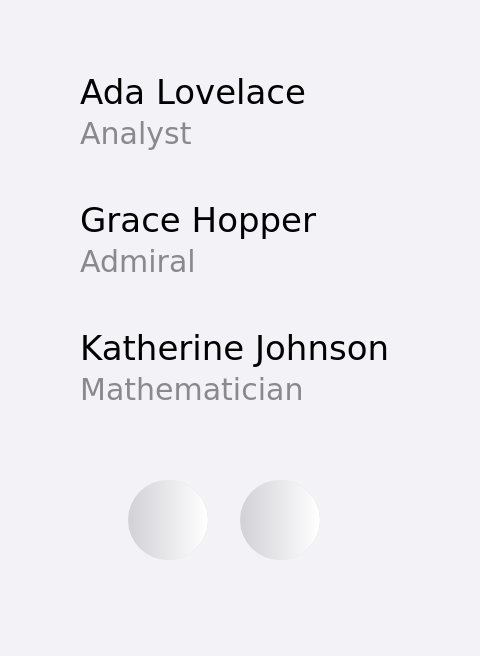 Ada Lovelace
Analyst
Grace Hopper
Admiral
Katherine Johnson
Mathematician